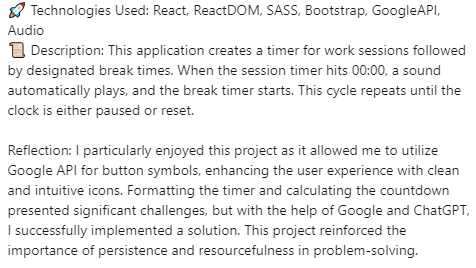 🚀 Technologies Used: React, ReactDOM, SASS, Bootstrap, GoogleAPI,
Audio
📜 Description: This application creates a timer for work sessions followed
by designated break times. When the session timer hits 00:00, a sound
automatically plays, and the break timer starts. This cycle repeats until the
clock is either paused or reset.

Reflection: I particularly enjoyed this project as it allowed me to utilize
Google API for button symbols, enhancing the user experience with clean
and intuitive icons. Formatting the timer and calculating the countdown
presented significant challenges, but with the help of Google and ChatGPT,
I successfully implemented a solution. This project reinforced the
importance of persistence and resourcefulness in problem-solving.